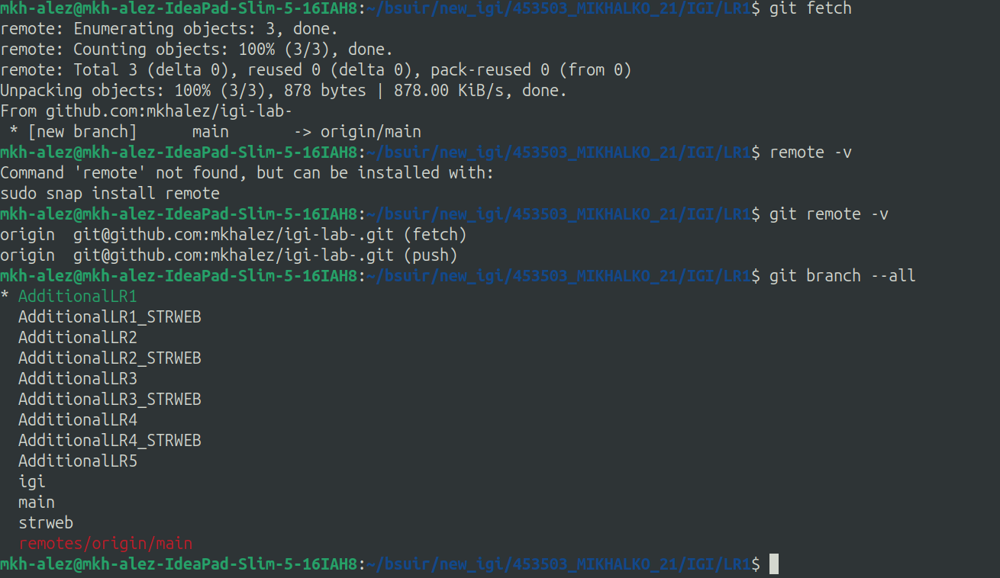 mkh-alez@mkh-alez-IdeaPad-Slim-5-16IAH8:~/bsuir/new_igi/453503_MIKHALKO_21/IGI/LR1$ git fetch
remote: Enumerating objects: 3, done.
remote: Counting objects: 100% (3/3), done.
remote: Total 3 (delta 0), reused 0 (delta 0), pack-reused 0 (from 0)
Unpacking objects: 100% (3/3), 878 bytes | 878.00 KiB/s, done.
From github.com:mkhalez/igi-lab-
 * [new branch]      main       -> origin/main
mkh-alez@mkh-alez-IdeaPad-Slim-5-16IAH8:~/bsuir/new_igi/453503_MIKHALKO_21/IGI/LR1$ remote -v
Command 'remote' not found, but can be installed with:
sudo snap install remote
mkh-alez@mkh-alez-IdeaPad-Slim-5-16IAH8:~/bsuir/new_igi/453503_MIKHALKO_21/IGI/LR1$ git remote -v
origin  git@github.com:mkhalez/igi-lab-.git (fetch)
origin  git@github.com:mkhalez/igi-lab-.git (push)
mkh-alez@mkh-alez-IdeaPad-Slim-5-16IAH8:~/bsuir/new_igi/453503_MIKHALKO_21/IGI/LR1$ git branch --all
* AdditionalLR1
  AdditionalLR1_STRWEB
  AdditionalLR2
  AdditionalLR2_STRWEB
  AdditionalLR3
  AdditionalLR3_STRWEB
  AdditionalLR4
  AdditionalLR4_STRWEB
  AdditionalLR5
  igi
  main
  strweb
  remotes/origin/main
mkh-alez@mkh-alez-IdeaPad-Slim-5-16IAH8:~/bsuir/new_igi/453503_MIKHALKO_21/IGI/LR1$